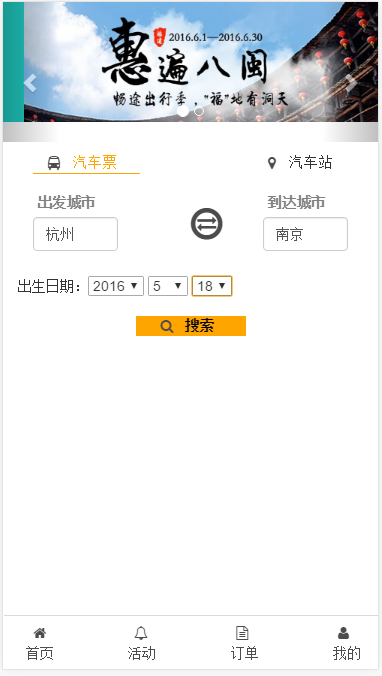 惠遍八闽
福建
2016.6.1—2016.6.30
畅途出行季，“福”地有洞天
汽车票
汽车站
出发城市
到达城市
杭州
南京
出生日期：2016 5 18
搜索
首页
活动
订单
我的